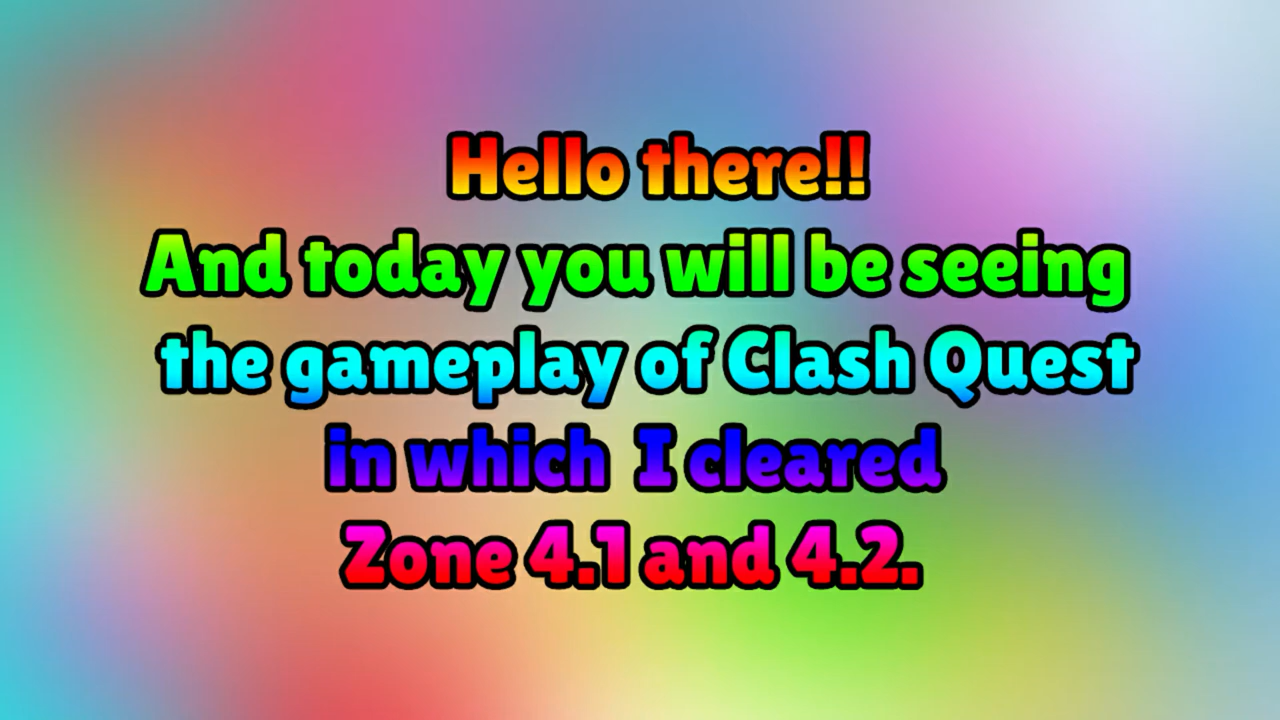 Hello there!!
And today you will be seeing
the gameplay of Clash Quest
in which I cleared
Zone 4.1 and 4.2.